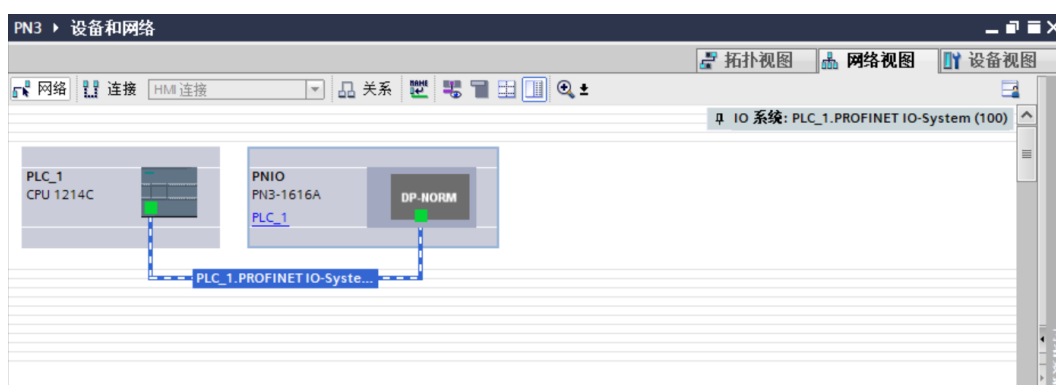 PN3 ▸ 设备和网络
拓扑视图 网络视图 设备视图
网络 连接 HMI 连接 关系
IO 系统: PLC_1.PROFINET IO-System (100)
PLC_1
CPU 1214C
PNIO
PN3-1616A
PLC_1
DP-NORM
PLC_1.PROFINET IO-Syste...